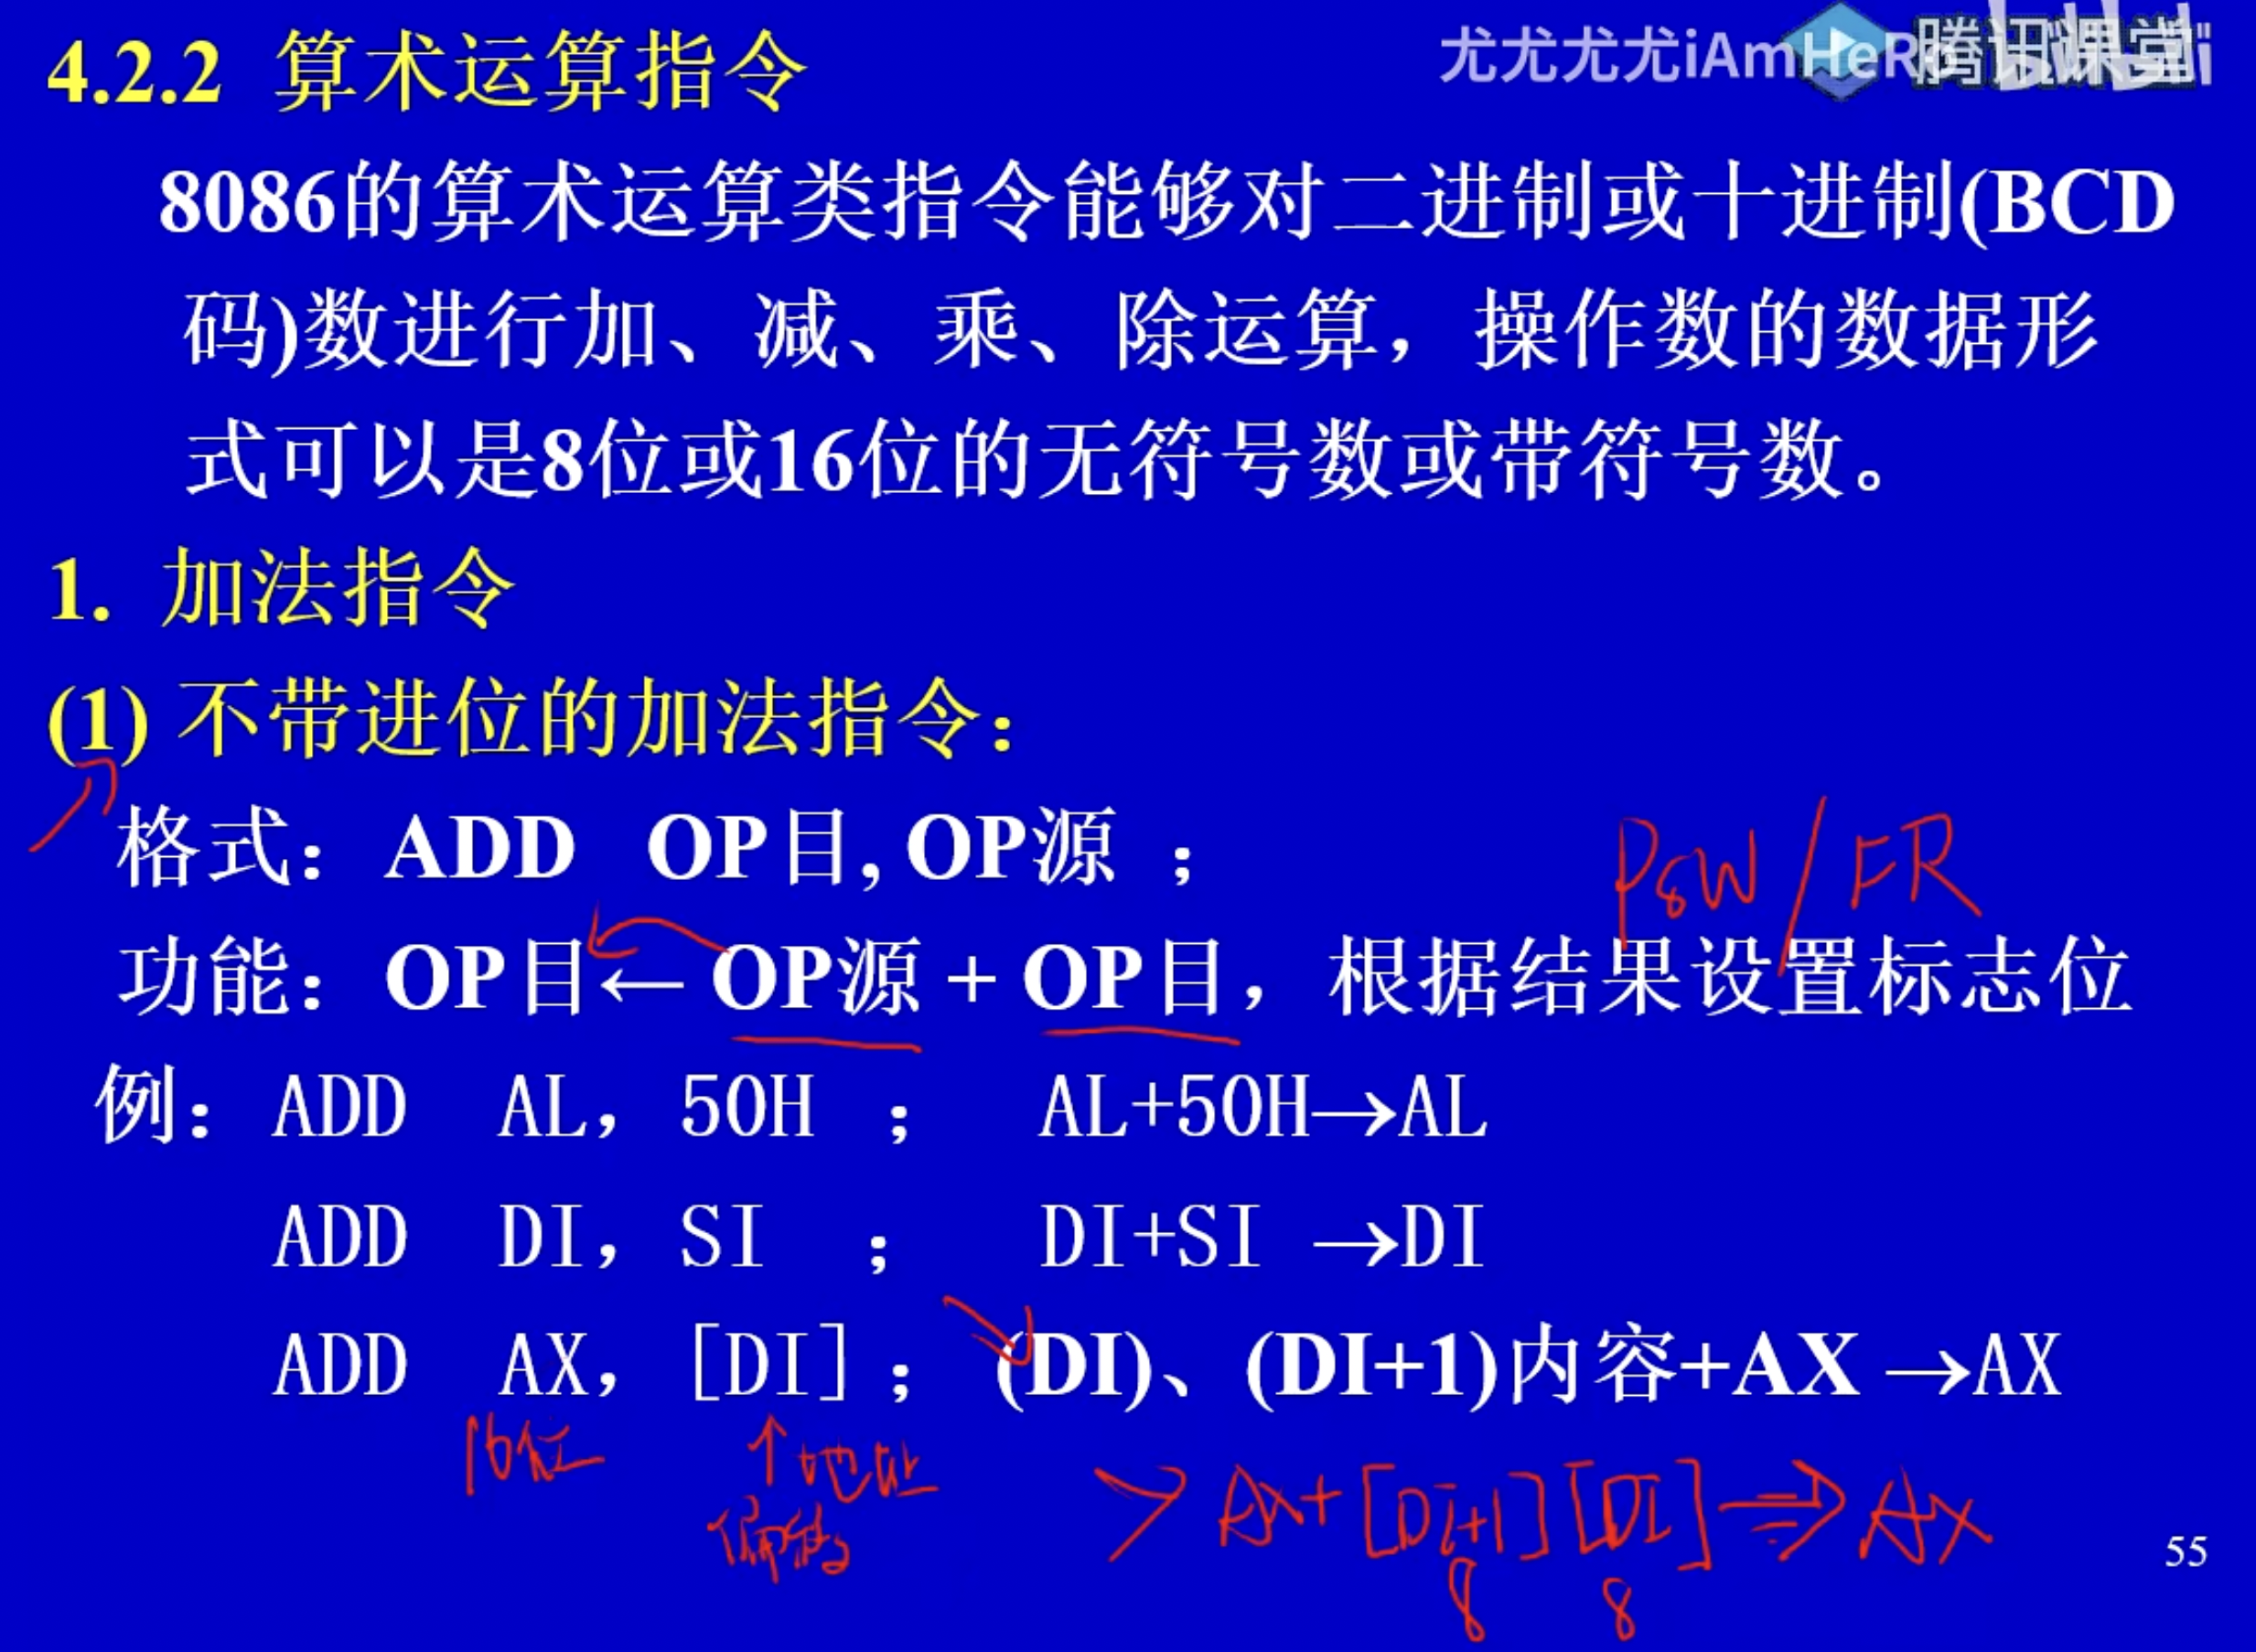 4.2.2 算术运算指令
尤尤尤尤iAmHeRo
腾讯课堂
8086的算术运算类指令能够对二进制或十进制(BCD
码)数进行加、减、乘、除运算，操作数的数据形
式可以是8位或16位的无符号数或带符号数。
1. 加法指令
(1) 不带进位的加法指令：
格式：ADD OP目, OP源 ；
PSW/FR
功能：OP目← OP源 + OP目，根据结果设置标志位
例：ADD AL， 50H ； AL+50H→AL
ADD DI， SI ； DI+SI →DI
ADD AX， [DI] ； (DI)、(DI+1)内容+AX →AX
16位 ↑地址
偏移
AX+[DI+1][DI]⇒AX
8 8
55